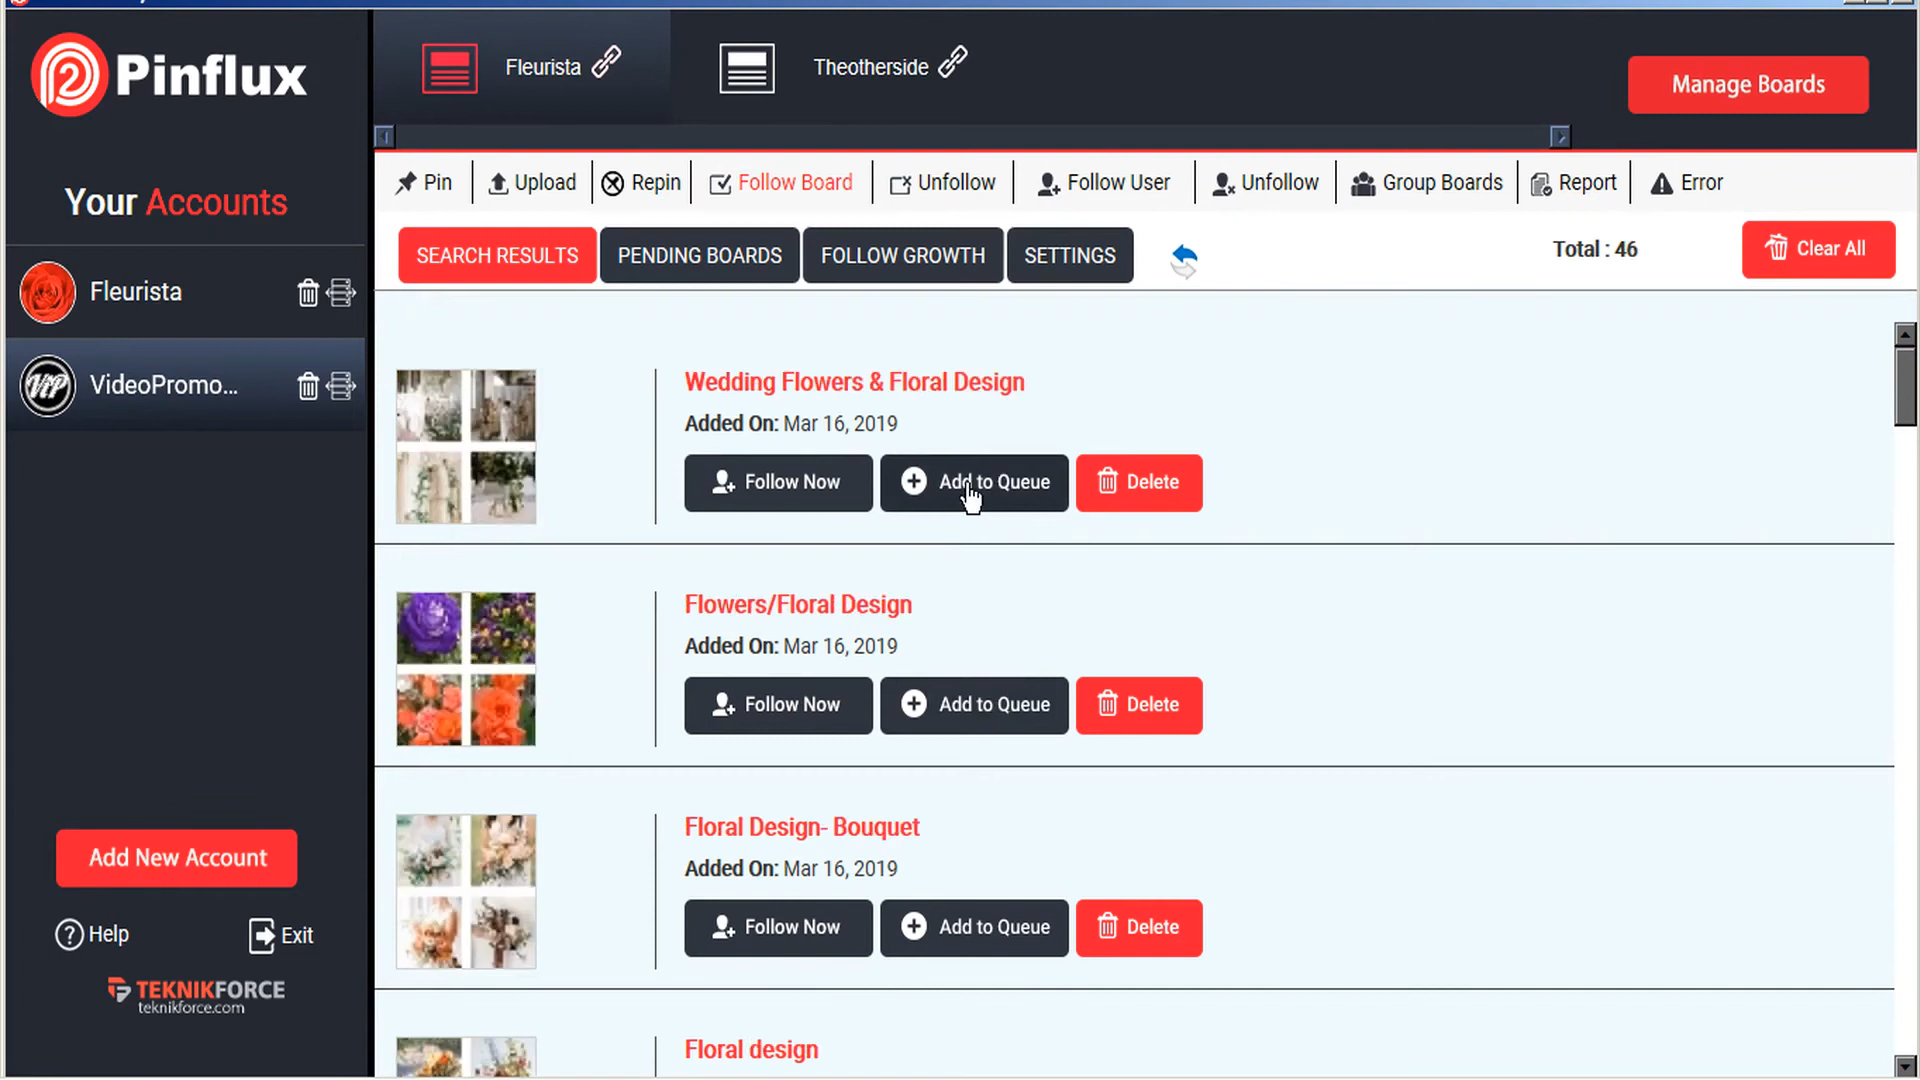 Pinflux
Fleurista
Theotherside
Manage Boards
Your Accounts
Fleurista
VideoPromo...
Add New Account
Help
Exit
TEKNIKFORCE
teknikforce.com
Pin
Upload
Repin
Follow Board
Unfollow
Follow User
Unfollow
Group Boards
Report
Error
SEARCH RESULTS
PENDING BOARDS
FOLLOW GROWTH
SETTINGS
Total : 46
Clear All
Wedding Flowers & Floral Design
Added On: Mar 16, 2019
Follow Now
Add to Queue
Delete
Flowers/Floral Design
Added On: Mar 16, 2019
Follow Now
Add to Queue
Delete
Floral Design- Bouquet
Added On: Mar 16, 2019
Follow Now
Add to Queue
Delete
Floral design